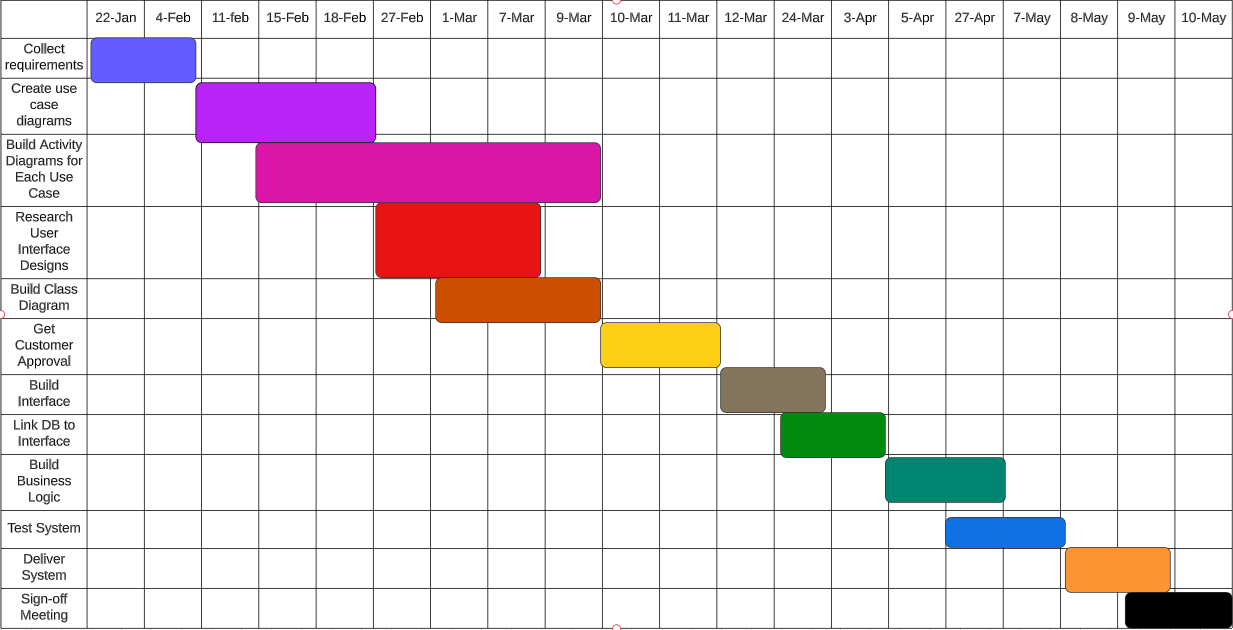 22-Jan 4-Feb 11-feb 15-Feb 18-Feb 27-Feb 1-Mar 7-Mar 9-Mar 10-Mar 11-Mar 12-Mar 24-Mar 3-Apr 5-Apr 27-Apr 7-May 8-May 9-May 10-May
Collect
requirements
Create use
case
diagrams
Build Activity
Diagrams for
Each Use
Case
Research
User
Interface
Designs
Build Class
Diagram
Get
Customer
Approval
Build
Interface
Link DB to
Interface
Build
Business
Logic
Test System
Deliver
System
Sign-off
Meeting